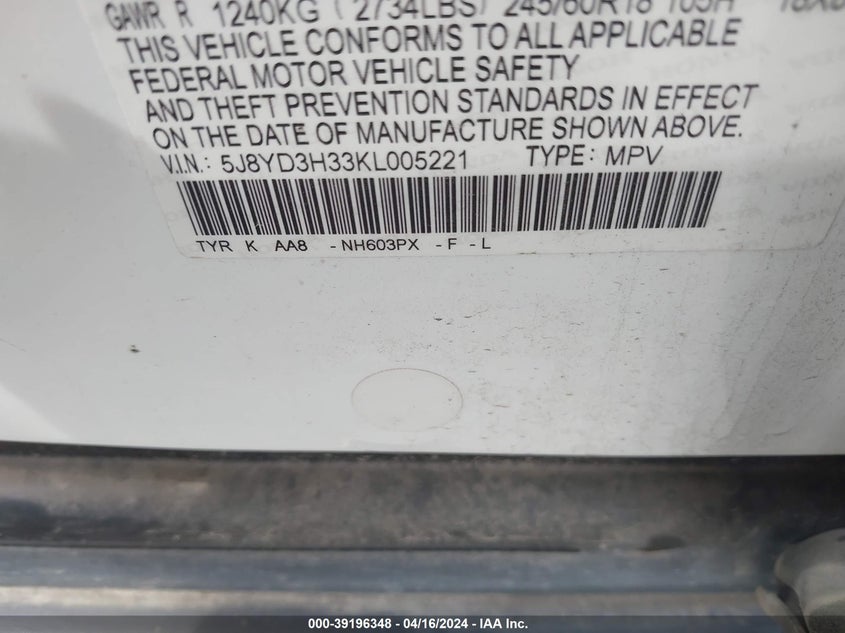 GAWR R 1240KG ( 2734LBS) 245/60R18 105H
THIS VEHICLE CONFORMS TO ALL APPLICABLE
FEDERAL MOTOR VEHICLE SAFETY
AND THEFT PREVENTION STANDARDS IN EFFECT
ON THE DATE OF MANUFACTURE SHOWN ABOVE.
V.I.N.: 5J8YD3H33KL005221 TYPE: MPV
TYR K AA8 -NH603PX -F -L
000-39196348 - 04/16/2024 - IAA Inc.